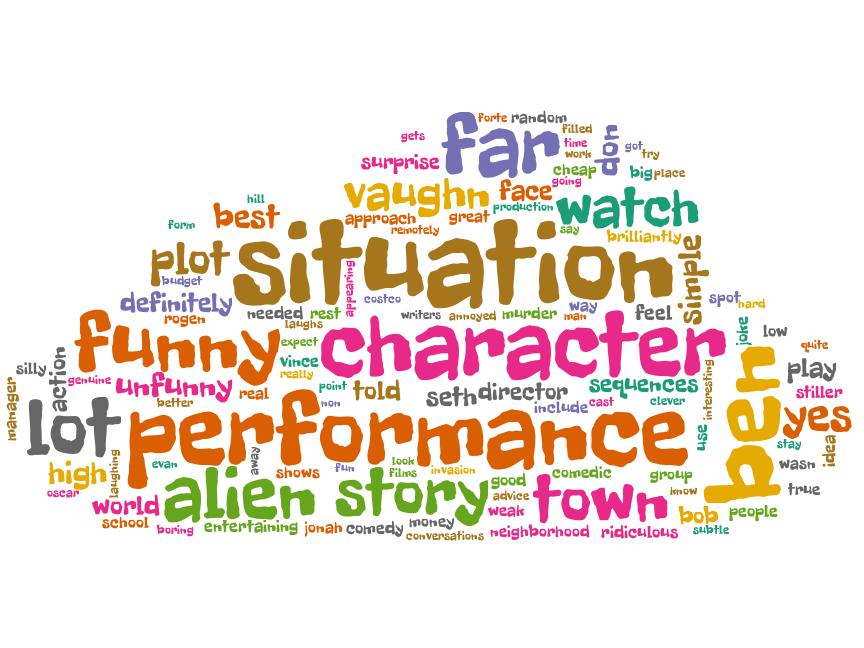 forte random
gets
far
filled
time
work
don
got
try
surprise
cheap
big place
going
vaughn
face
production
watch
hill
best
approach
great
remotely
say
brilliantly
form
plot
situation
simple
budget
appearing
costco
definitely
needed rest
writers annoyed murder way
man
feel
spot
hard
rogen
laughs
funny
expect
character
joke
low
quite
silly
action
genuine
unfunny
vince
really
real
better
point
told
seth director
sequences
interesting
ben
play
stiller
manager
non
include
cast
clever
lot
performance
use
yes
stay
idea
high
laughing
evan
away
shows
fun
look
films
invasion
good
comedic
group
wasn
oscar
world
alien story
advice
weak
town
know
true
bob
people
school
boring
entertaining
jonah comedy money
conversations
neighborhood ridiculous
subtle